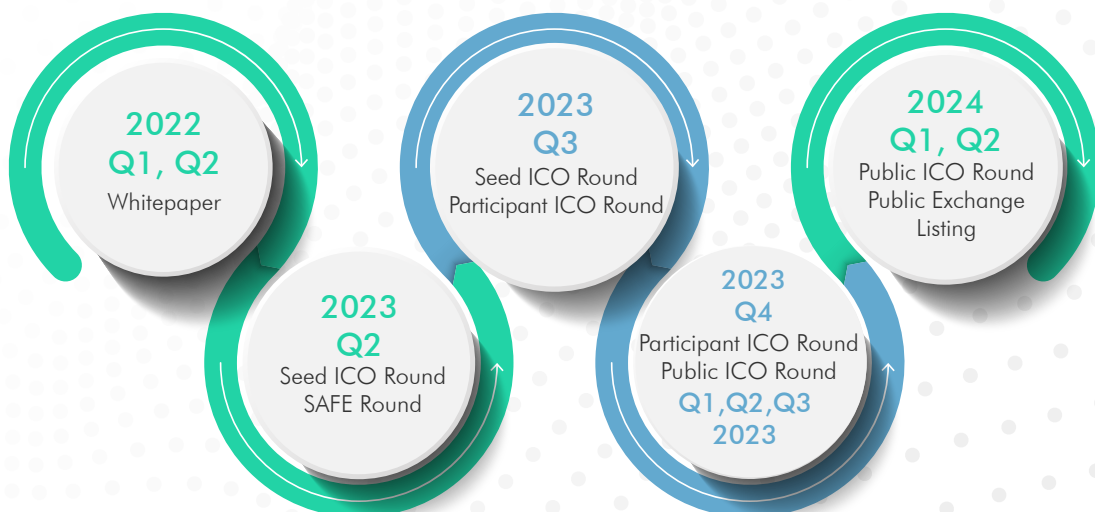 2022
Q1, Q2
Whitepaper
2023
Q2
Seed ICO Round
SAFE Round
2023
Q3
Seed ICO Round
Participant ICO Round
2023
Q4
Participant ICO Round
Public ICO Round
Q1,Q2,Q3
2023
2024
Q1, Q2
Public ICO Round
Public Exchange
Listing